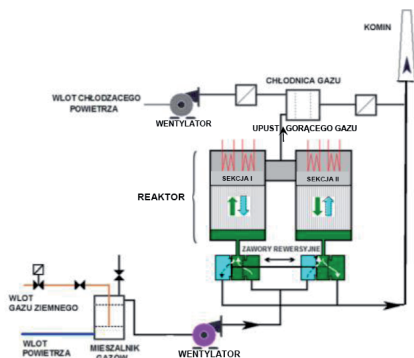 KOMIN
CHŁODNICA GAZU
WLOT CHŁODZACEGO
POWIETRZA
WENTYLATOR
UPUST GORĄCEGO GAZU
SEKCJA I
SEKCJA II
REAKTOR
ZAWORY REWERSYJNE
WLOT
GAZU ZIEMNEGO
WLOT
POWIETRZA
MIESZALNIK
GAZÓW
WENTYLATOR